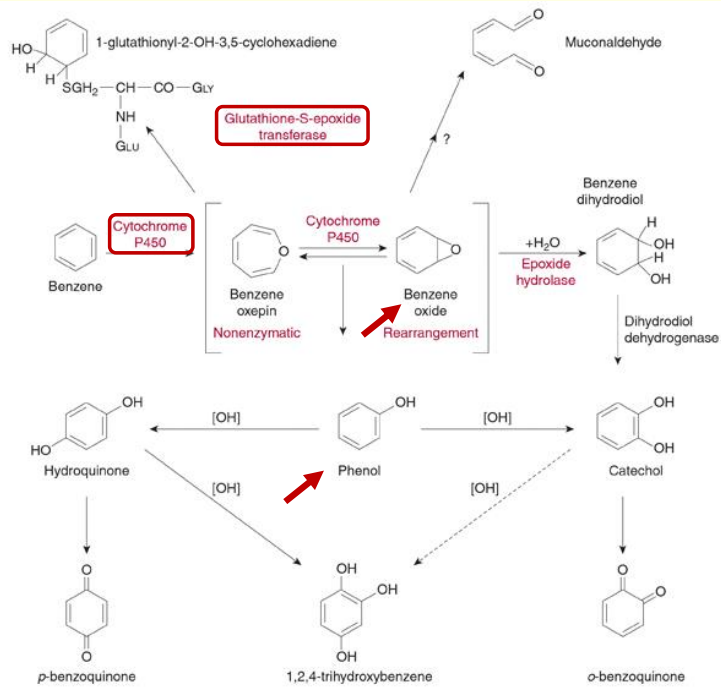 1-glutathionyl-2-OH-3,5-cyclohexadiene
HO
H
H
SGH2—CH—CO—GLY
NH
GLU
Glutathione-S-epoxide
transferase
O
O
Muconaldehyde
?
Benzene
Cytochrome
P450
O
Benzene
oxepin
Nonenzymatic
Cytochrome
P450
O
Benzene
oxide
Rearrangement
+H2O
Epoxide
hydrolase
Benzene
dihydrodiol
H
OH
H
OH
Dihydrodiol
dehydrogenase
OH
HO
Hydroquinone
[OH]
OH
Phenol
[OH]
OH
OH
Catechol
[OH]
[OH]
O
O
p-benzoquinone
OH
OH
OH
1,2,4-trihydroxybenzene
O
O
o-benzoquinone